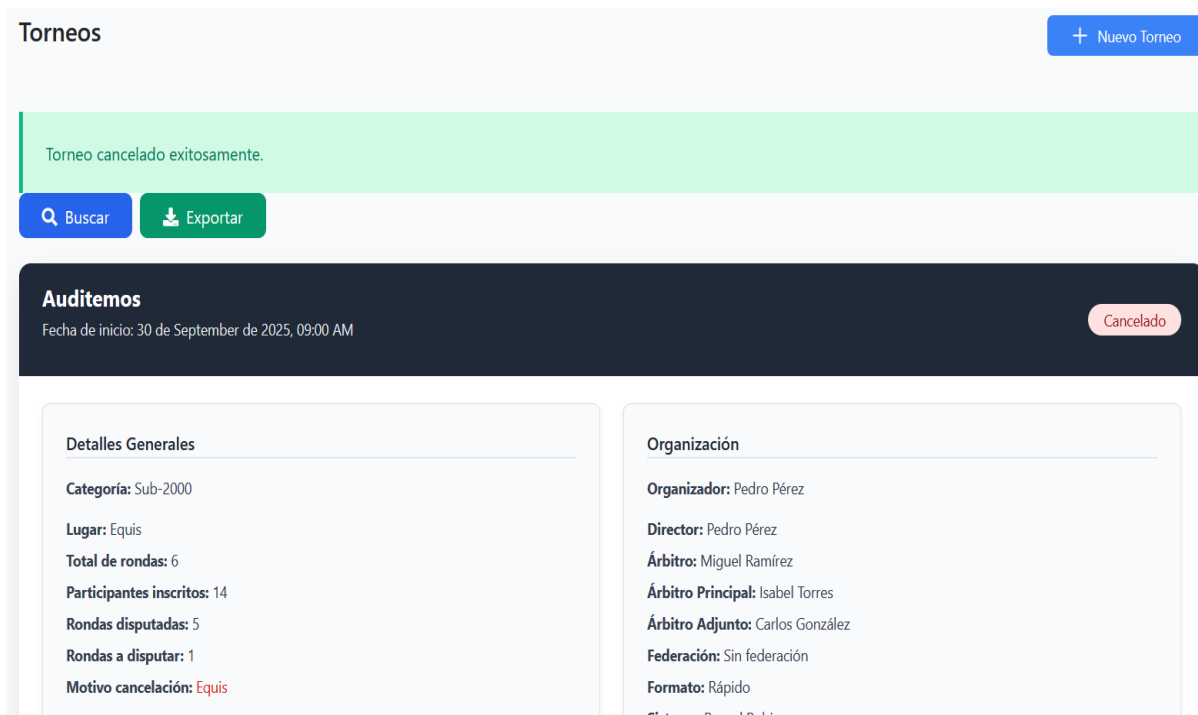 Torneos
Nuevo Torneo
Torneo cancelado exitosamente.
Buscar
Exportar
Auditemos
Fecha de inicio: 30 de September de 2025, 09:00 AM
Cancelado
Detalles Generales
Categoría: Sub-2000
Lugar: Equis
Total de rondas: 6
Participantes inscritos: 14
Rondas disputadas: 5
Rondas a disputar: 1
Motivo cancelación: Equis
Organización
Organizador: Pedro Pérez
Director: Pedro Pérez
Árbitro: Miguel Ramírez
Árbitro Principal: Isabel Torres
Árbitro Adjunto: Carlos González
Federación: Sin federación
Formato: Rápido